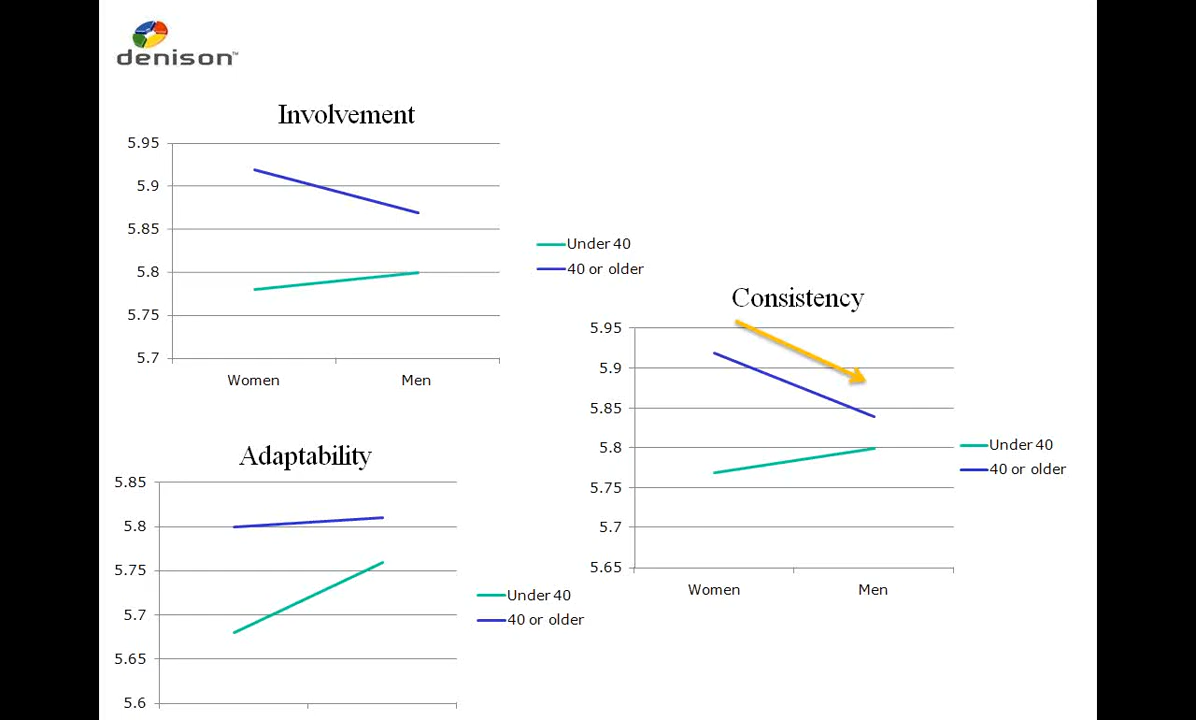 denison™
Involvement
5.95
5.9
5.85
5.8
5.75
5.7
Women Men
Under 40
40 or older
Consistency
5.95
5.9
5.85
5.8
5.75
5.7
5.65
Women Men
Under 40
40 or older
Adaptability
5.85
5.8
5.75
5.7
5.65
5.6
Under 40
40 or older